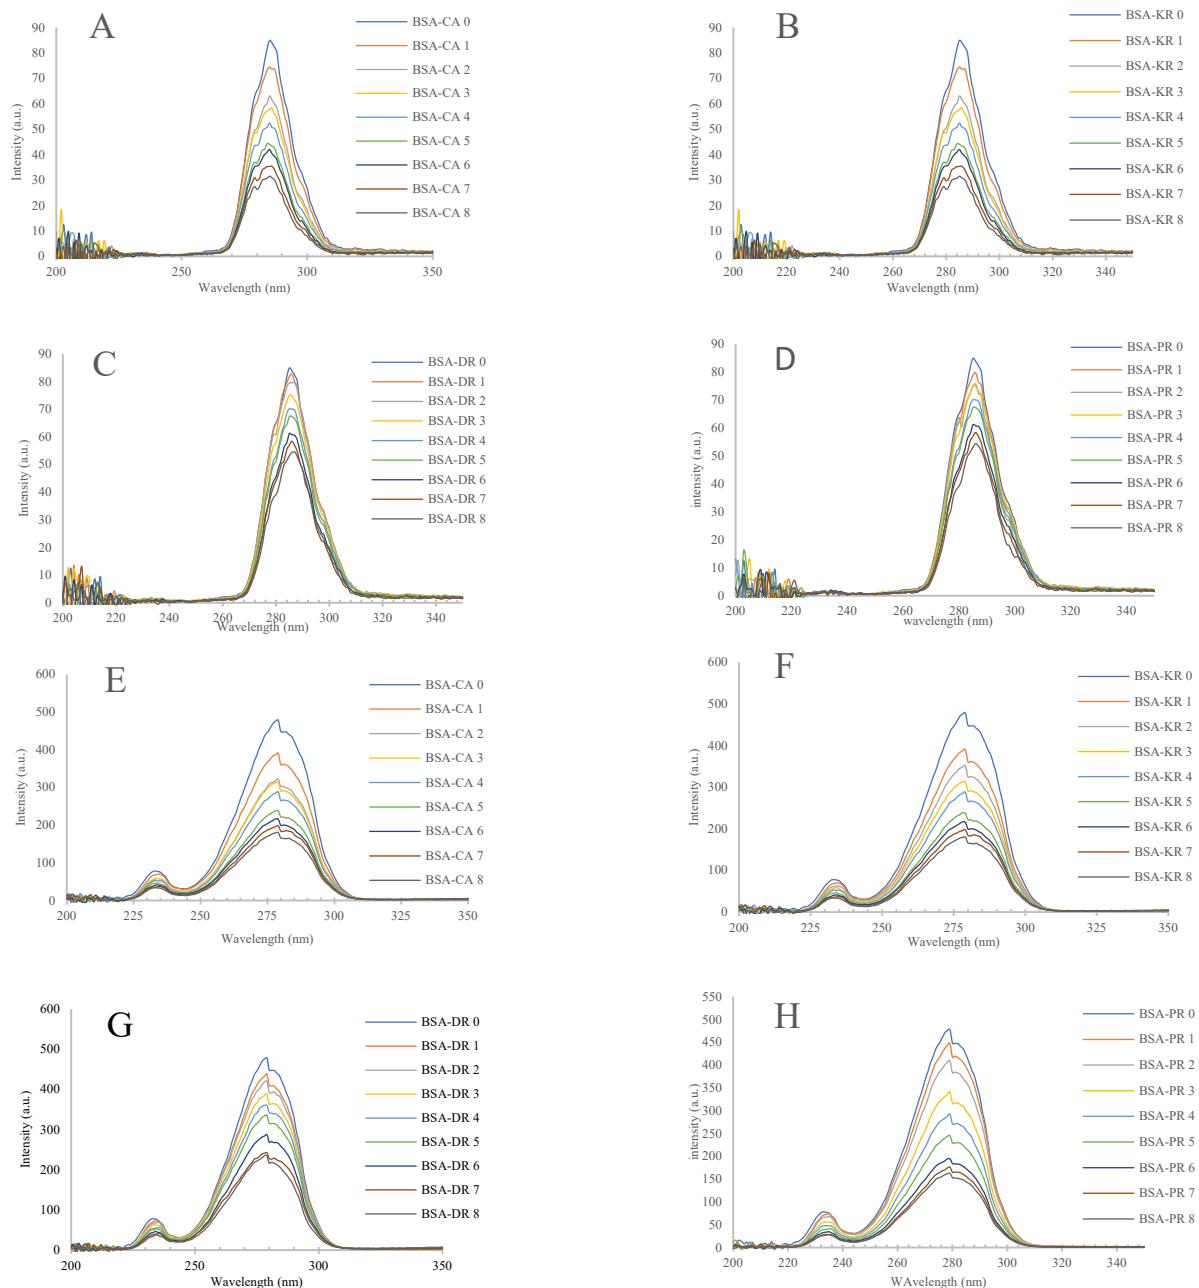 A
90
80
70
60
50
40
30
20
10
0
Intensity (a.u.)
200 250 300 350
Wavelength (nm)
BSA-CA 0
BSA-CA 1
BSA-CA 2
BSA-CA 3
BSA-CA 4
BSA-CA 5
BSA-CA 6
BSA-CA 7
BSA-CA 8
B
90
80
70
60
50
40
30
20
10
0
Intensity (a.u.)
200 220 240 260 280 300 320 340
Wavelength (nm)
BSA-KR 0
BSA-KR 1
BSA-KR 2
BSA-KR 3
BSA-KR 4
BSA-KR 5
BSA-KR 6
BSA-KR 7
BSA-KR 8
C
90
80
70
60
50
40
30
20
10
0
Intensity (a.u.)
200 220 240 260 280 300 320 340
Wavelength (nm)
BSA-DR 0
BSA-DR 1
BSA-DR 2
BSA-DR 3
BSA-DR 4
BSA-DR 5
BSA-DR 6
BSA-DR 7
BSA-DR 8
D
90
80
70
60
50
40
30
20
10
0
intensity (a.u.)
200 220 240 260 280 300 320 340
wavelength (nm)
BSA-PR 0
BSA-PR 1
BSA-PR 2
BSA-PR 3
BSA-PR 4
BSA-PR 5
BSA-PR 6
BSA-PR 7
BSA-PR 8
E
600
500
400
300
200
100
0
Intensity (a.u.)
200 225 250 275 300 325 350
Wavelength (nm)
BSA-CA 0
BSA-CA 1
BSA-CA 2
BSA-CA 3
BSA-CA 4
BSA-CA 5
BSA-CA 6
BSA-CA 7
BSA-CA 8
F
600
500
400
300
200
100
0
Intensity (a.u.)
200 225 250 275 300 325 350
Wavelength (nm)
BSA-KR 0
BSA-KR 1
BSA-KR 2
BSA-KR 3
BSA-KR 4
BSA-KR 5
BSA-KR 6
BSA-KR 7
BSA-KR 8
G
600
500
400
300
200
100
0
Intensity (a.u.)
200 250 300 350
Wavelength (nm)
BSA-DR 0
BSA-DR 1
BSA-DR 2
BSA-DR 3
BSA-DR 4
BSA-DR 5
BSA-DR 6
BSA-DR 7
BSA-DR 8
H
550
500
450
400
350
300
250
200
150
100
50
0
intensity (a.u.)
200 220 240 260 280 300 320 340
WAvelength (nm)
BSA-PR 0
BSA-PR 1
BSA-PR 2
BSA-PR 3
BSA-PR 4
BSA-PR 5
BSA-PR 6
BSA-PR 7
BSA-PR 8